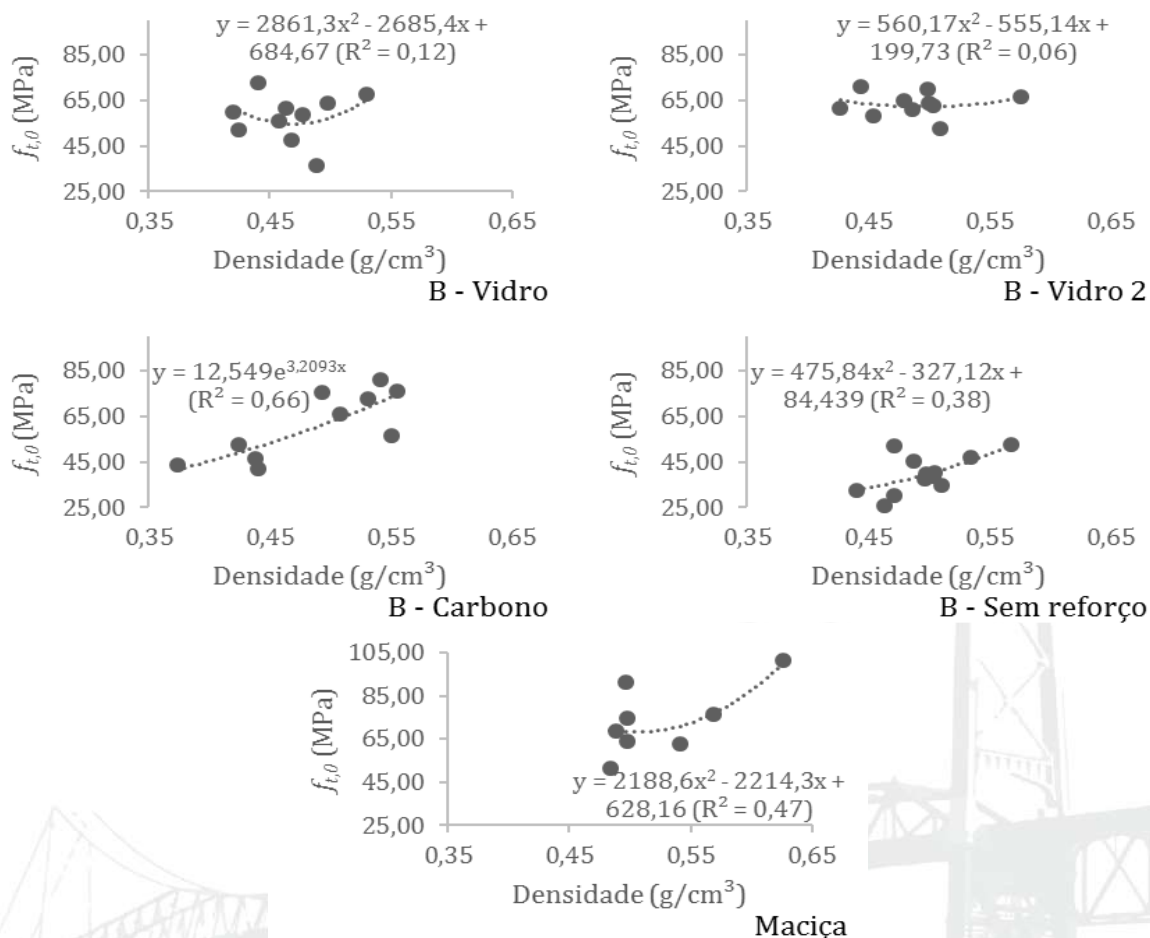 y = 2861,3x² - 2685,4x +
684,67 (R² = 0,12)
85,00
65,00
45,00
25,00
f_{t,0} (MPa)
0,35 0,45 0,55 0,65
Densidade (g/cm³)
B - Vidro
y = 560,17x² - 555,14x +
199,73 (R² = 0,06)
85,00
65,00
45,00
25,00
f_{t,0} (MPa)
0,35 0,45 0,55 0,65
Densidade (g/cm³)
B - Vidro 2
y = 12,549e^{3,2093x}
(R² = 0,66)
85,00
65,00
45,00
25,00
f_{t,0} (MPa)
0,35 0,45 0,55 0,65
Densidade (g/cm³)
B - Carbono
y = 475,84x² - 327,12x +
84,439 (R² = 0,38)
85,00
65,00
45,00
25,00
f_{t,0} (MPa)
0,35 0,45 0,55 0,65
Densidade (g/cm³)
B - Sem reforço
105,00
85,00
65,00
45,00
25,00
f_{t,0} (MPa)
y = 2188,6x² - 2214,3x +
628,16 (R² = 0,47)
0,35 0,45 0,55 0,65
Densidade (g/cm³)
Maciça